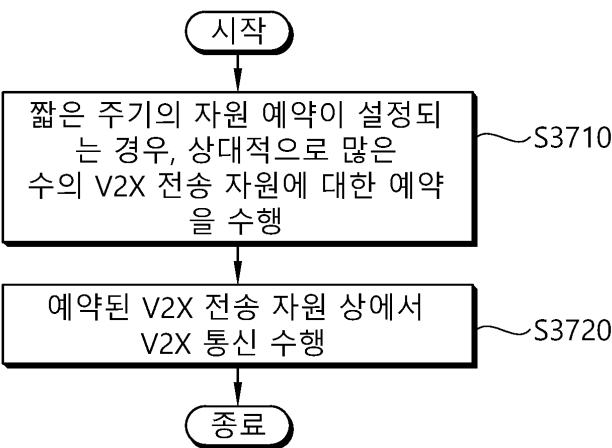 시작
짧은 주기의 자원 예약이 설정되
는 경우, 상대적으로 많은
수의 V2X 전송 자원에 대한 예약
을 수행
S3710
예약된 V2X 전송 자원 상에서
V2X 통신 수행
S3720
종료